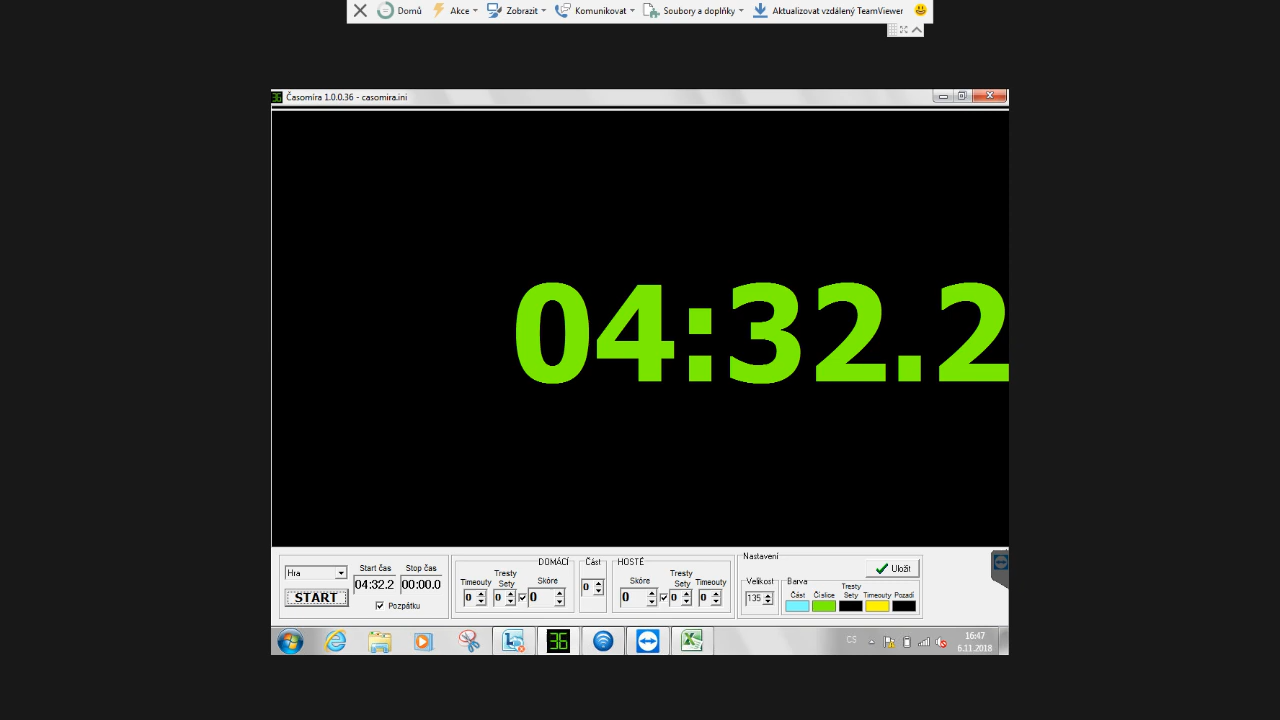 Domů Akce Zobrazit Komunikovat Soubory a doplňky Aktualizovat vzdálený TeamViewer
36 Časomíra 1.0.0.36 - casomira.ini
04:32.2
Hra
Start čas Stop čas
04:32.2 00:00.0
START
Pozpátku
DOMÁCÍ
Timeouty Tresty Sety Skóre
0 0 0
Část
0
HOSTÉ
Skóre Tresty Sety Timeouty
0 0 0
Nastavení
Uložit
Velikost
135
Barva
Část Číslice Tresty Sety Timeouty Pozadí
36
CS
16:47
6.11.2018